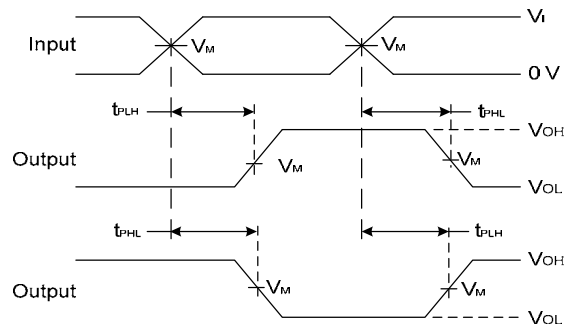 VI
Input VM VM
0 V
tPLH tPHL
VOH
Output VM VM
VOL
tPHL tPLH
VOH
Output VM VM
VOL